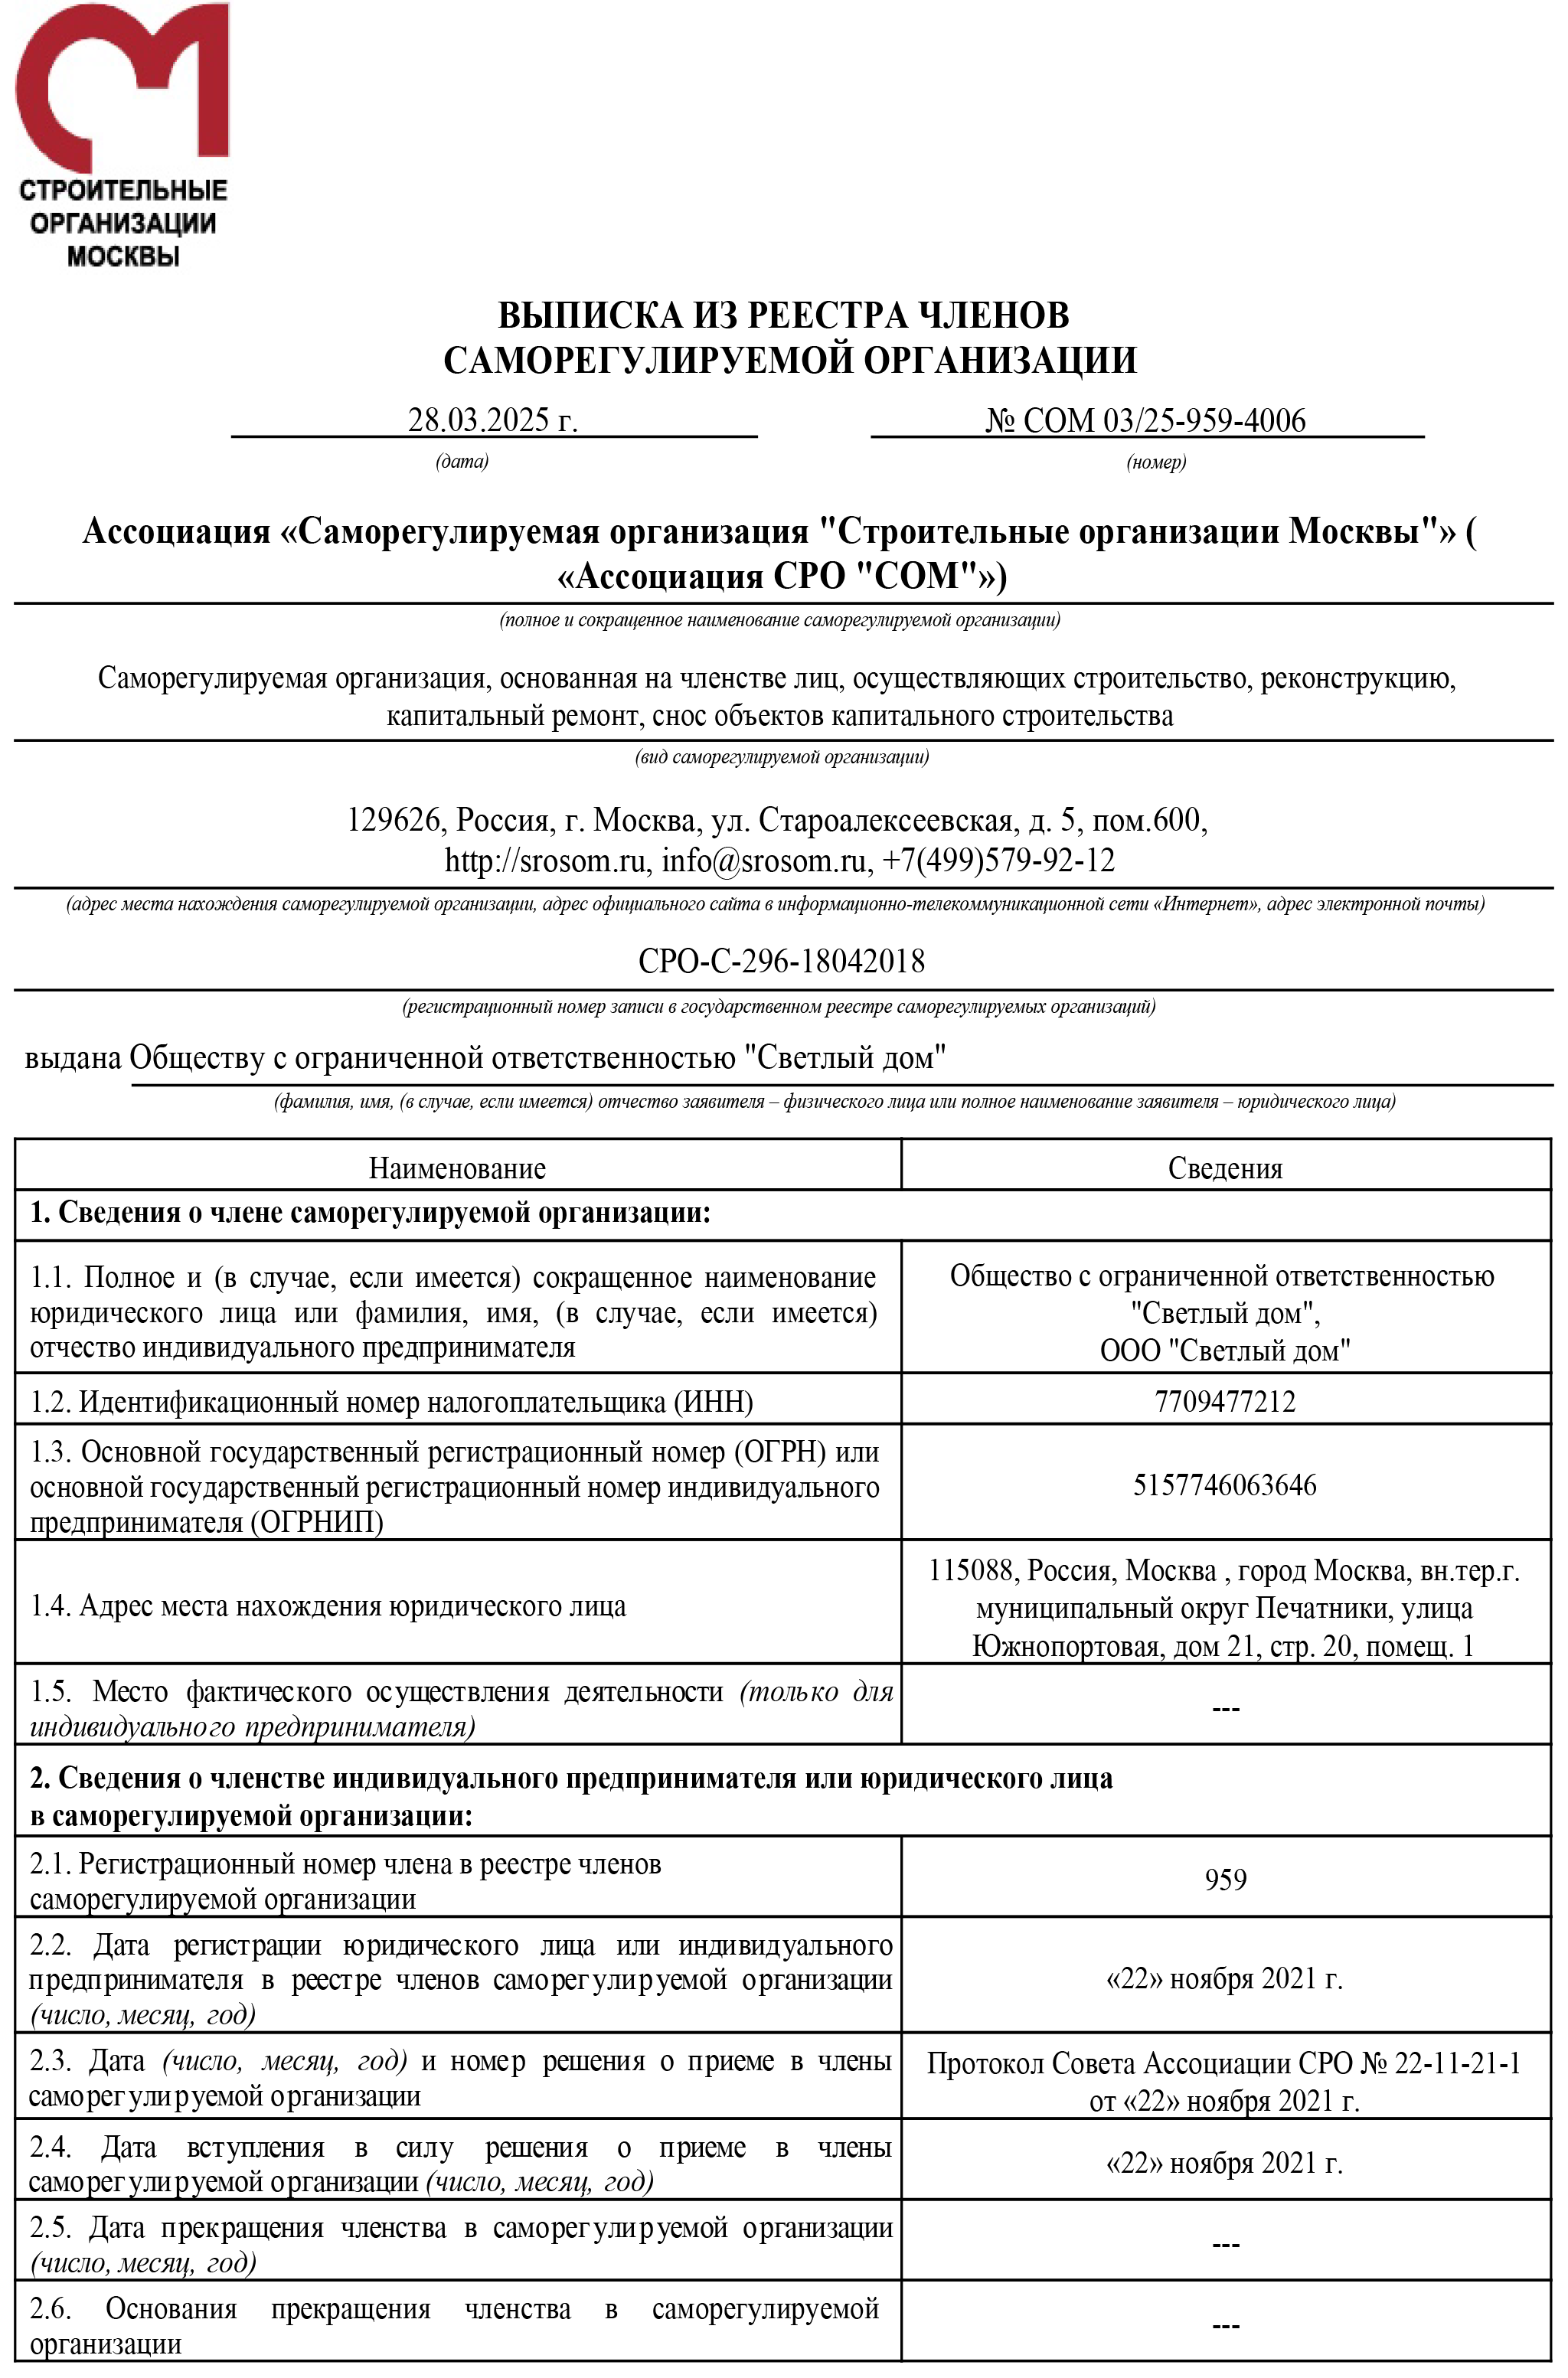 СТРОИТЕЛЬНЫЕ
ОРГАНИЗАЦИИ
МОСКВЫ
ВЫПИСКА ИЗ РЕЕСТРА ЧЛЕНОВ
САМОРЕГУЛИРУЕМОЙ ОРГАНИЗАЦИИ
28.03.2025 г.
№ СОМ 03/25-959-4006
(дата)
(номер)
Ассоциация «Саморегулируемая организация "Строительные организации Москвы"» (
«Ассоциация СРО "СОМ"»)
(полное и сокращенное наименование саморегулируемой организации)
Саморегулируемая организация, основанная на членстве лиц, осуществляющих строительство, реконструкцию,
капитальный ремонт, снос объектов капитального строительства
(вид саморегулируемой организации)
129626, Россия, г. Москва, ул. Староалексеевская, д. 5, пом.600,
http://srosom.ru, info@srosom.ru, +7(499)579-92-12
(адрес места нахождения саморегулируемой организации, адрес официального сайта в информационно-телекоммуникационной сети «Интернет», адрес электронной почты)
СРО-С-296-18042018
(регистрационный номер записи в государственном реестре саморегулируемых организаций)
выдана Обществу с ограниченной ответственностью "Светлый дом"
(фамилия, имя, (в случае, если имеется) отчество заявителя – физического лица или полное наименование заявителя – юридического лица)
Наименование
Сведения
1. Сведения о члене саморегулируемой организации:
1.1. Полное и (в случае, если имеется) сокращенное наименование
юридического лица или фамилия, имя, (в случае, если имеется)
отчество индивидуального предпринимателя
Общество с ограниченной ответственностью
"Светлый дом",
ООО "Светлый дом"
1.2. Идентификационный номер налогоплательщика (ИНН)
7709477212
1.3. Основной государственный регистрационный номер (ОГРН) или
основной государственный регистрационный номер индивидуального
предпринимателя (ОГРНИП)
5157746063646
1.4. Адрес места нахождения юридического лица
115088, Россия, Москва , город Москва, вн.тер.г.
муниципальный округ Печатники, улица
Южнопортовая, дом 21, стр. 20, помещ. 1
1.5. Место фактического осуществления деятельности (только для
индивидуального предпринимателя)
---
2. Сведения о членстве индивидуального предпринимателя или юридического лица
в саморегулируемой организации:
2.1. Регистрационный номер члена в реестре членов
саморегулируемой организации
959
2.2. Дата регистрации юридического лица или индивидуального
предпринимателя в реестре членов саморегулируемой организации
(число, месяц, год)
«22» ноября 2021 г.
2.3. Дата (число, месяц, год) и номер решения о приеме в члены
саморегулируемой организации
Протокол Совета Ассоциации СРО № 22-11-21-1
от «22» ноября 2021 г.
2.4. Дата вступления в силу решения о приеме в члены
саморегулируемой организации (число, месяц, год)
«22» ноября 2021 г.
2.5. Дата прекращения членства в саморегулируемой организации
(число, месяц, год)
---
2.6. Основания прекращения членства в саморегулируемой
организации
---